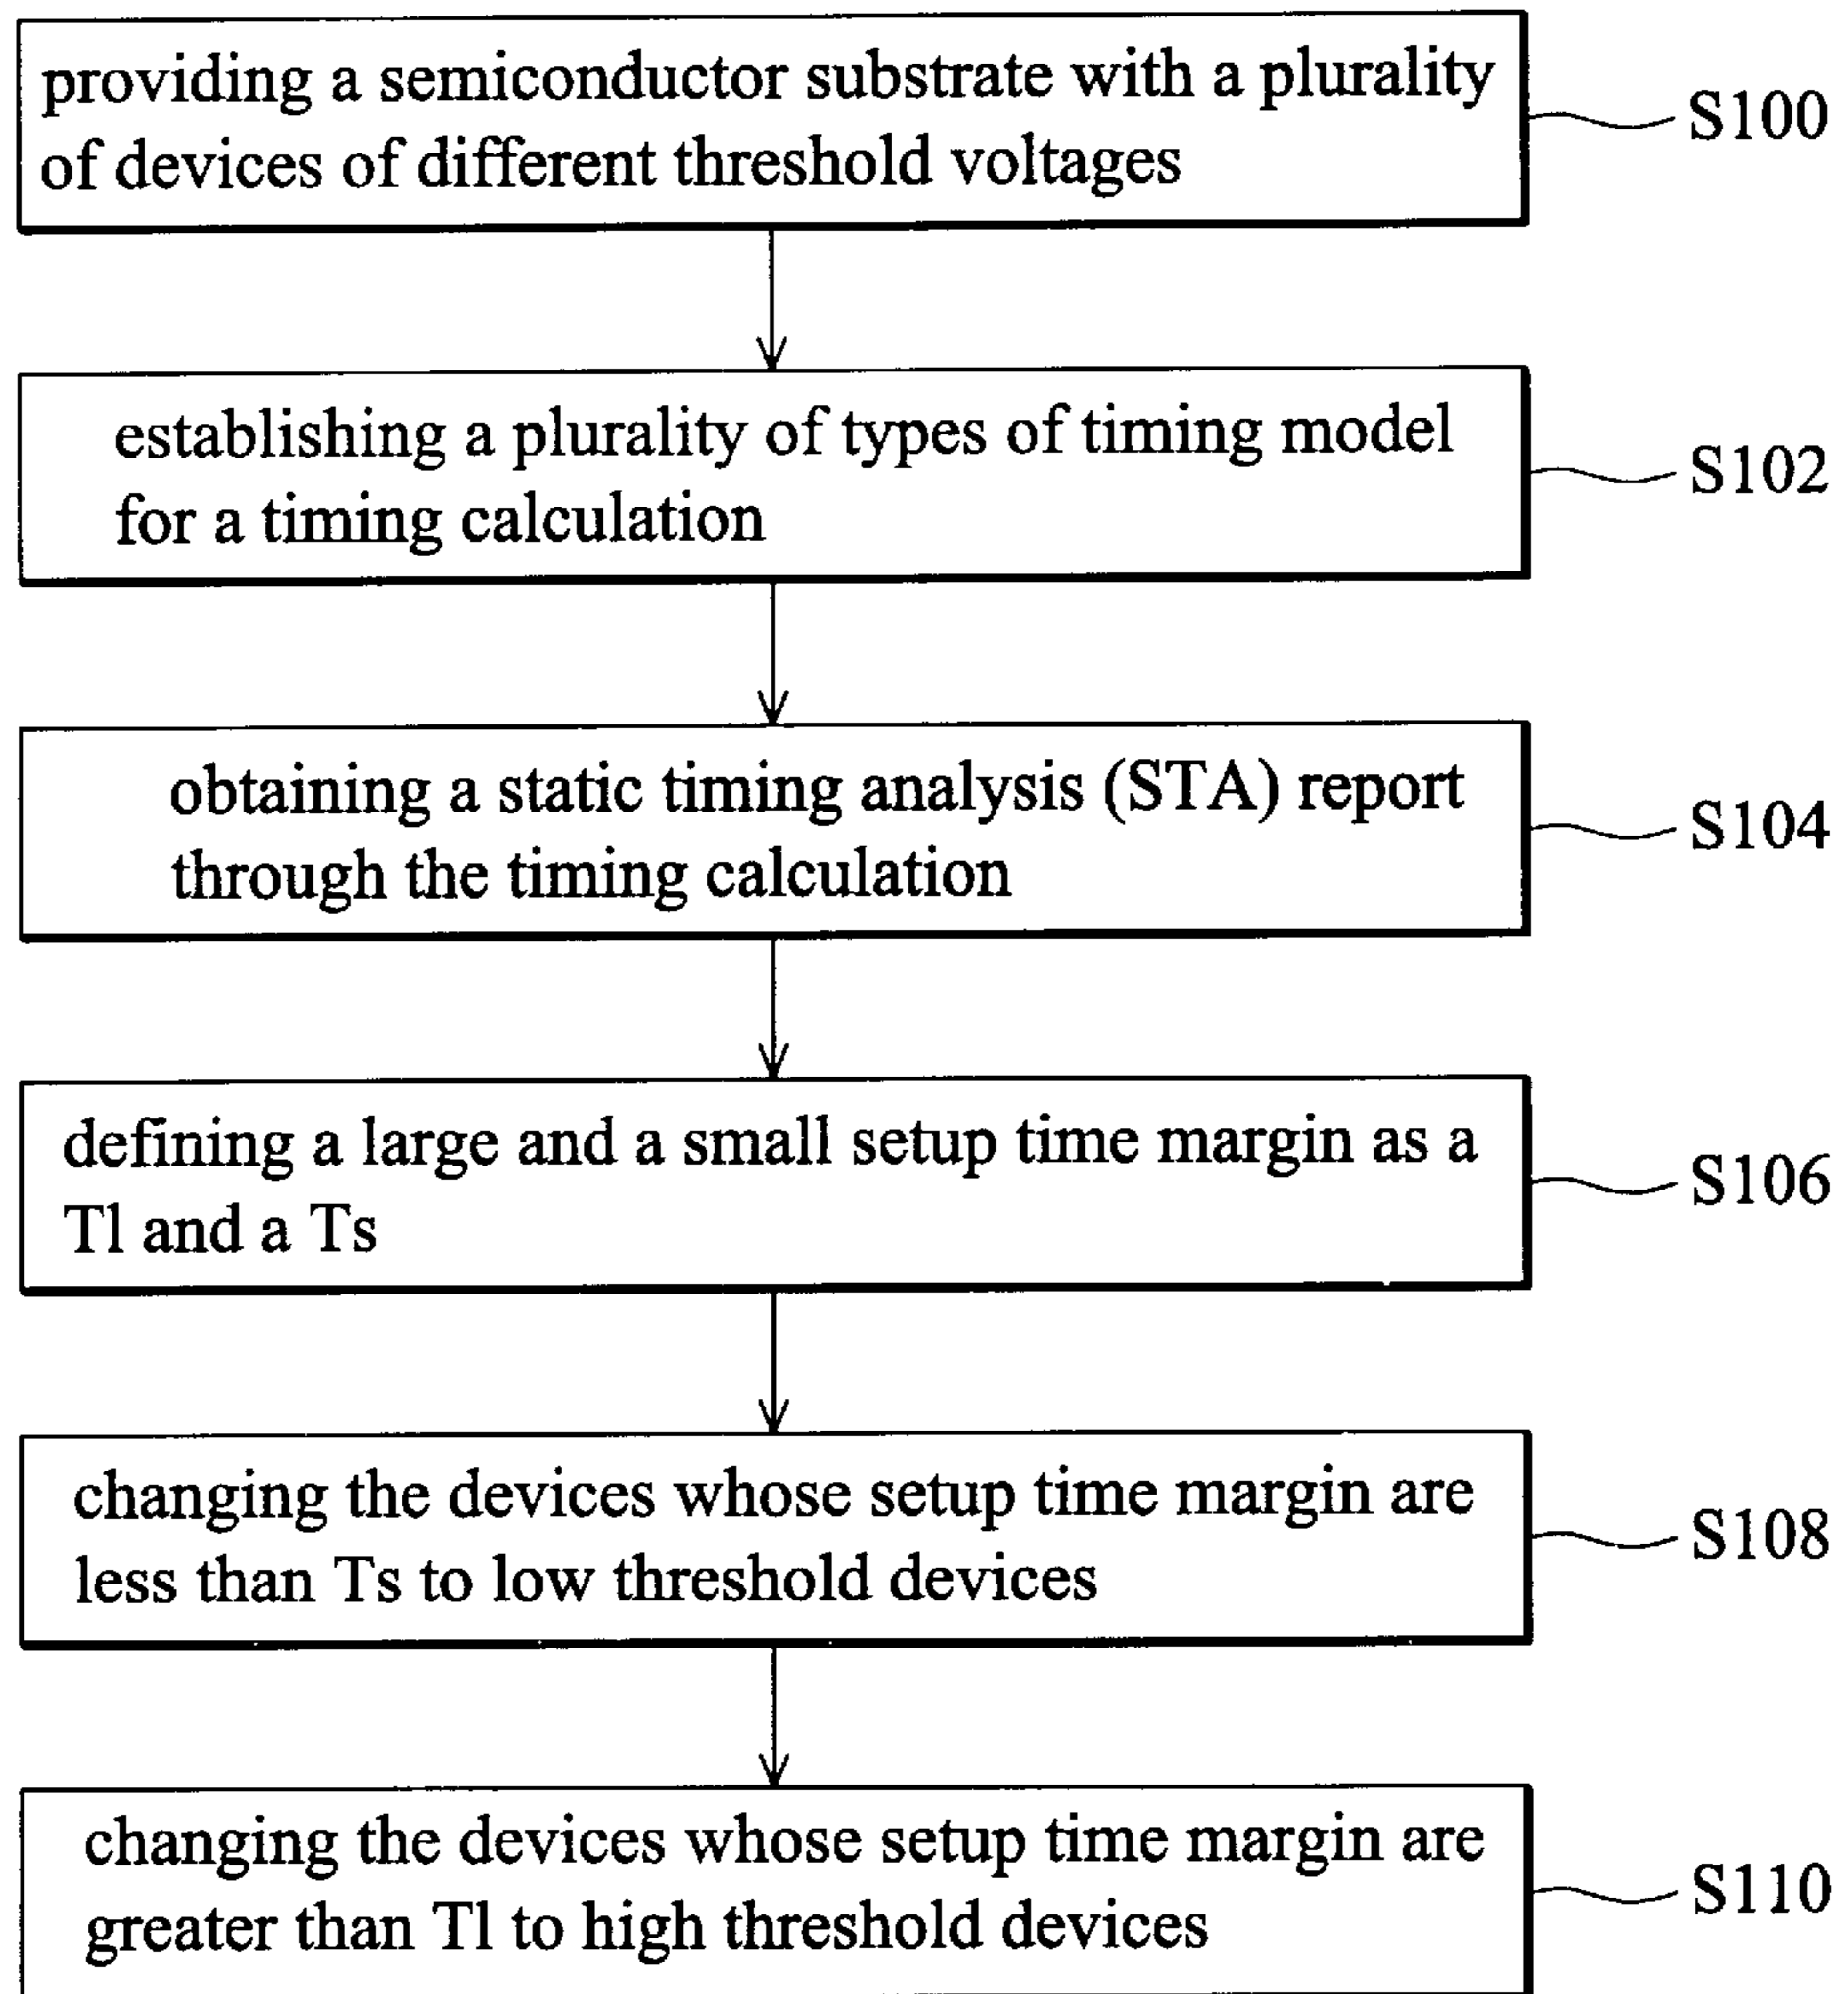 providing a semiconductor substrate with a plurality
of devices of different threshold voltages
S100
establishing a plurality of types of timing model
for a timing calculation
S102
obtaining a static timing analysis (STA) report
through the timing calculation
S104
defining a large and a small setup time margin as a
Tl and a Ts
S106
changing the devices whose setup time margin are
less than Ts to low threshold devices
S108
changing the devices whose setup time margin are
greater than Tl to high threshold devices
S110